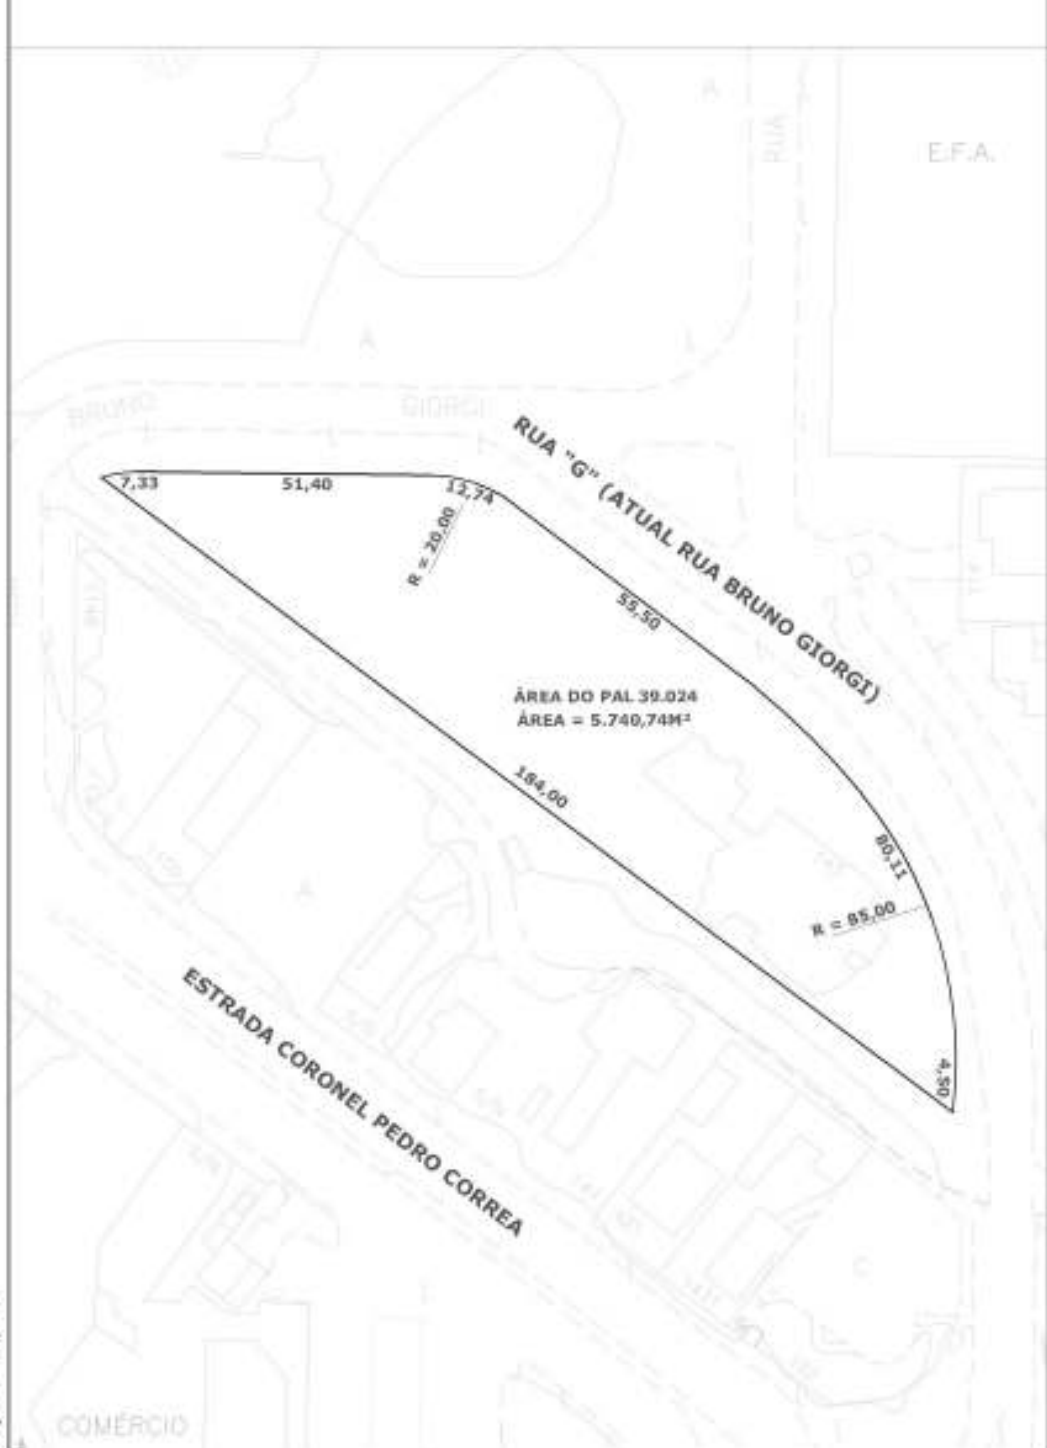 RUA
E.F.A.
BRUNO GIORGI
RUA "G" (ATUAL RUA BRUNO GIORGI)
7,33
51,40
12,74
R = 20,00
55,50
ÁREA DO PAL 39.024
ÁREA = 5.740,74M²
184,00
80,11
R = 85,00
4,50
ESTRADA CORONEL PEDRO CORREA
C
COMÉRCIO